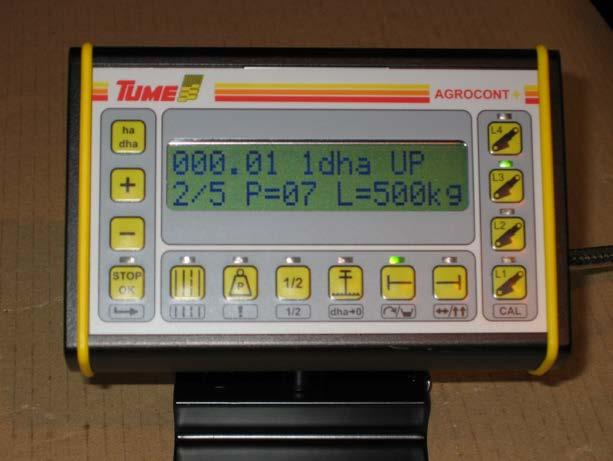 TUME
AGROCONT +
ha
dha
+
−
STOP
OK
000.01 1dha UP
2/5 P=07 L=500kg
P
1/2
!
1/2
dha→0
L4
L3
L2
L1
CAL